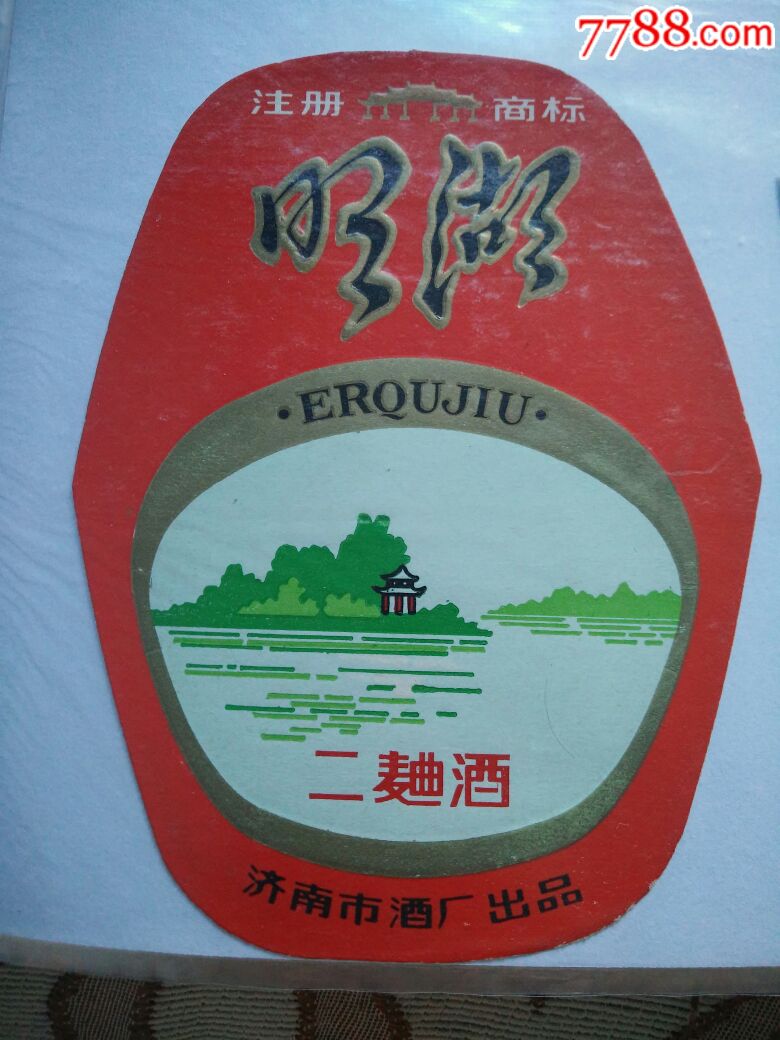 7788.com
注册 商标
明湖
·ERQUJIU·
二麯酒
济南市酒厂出品